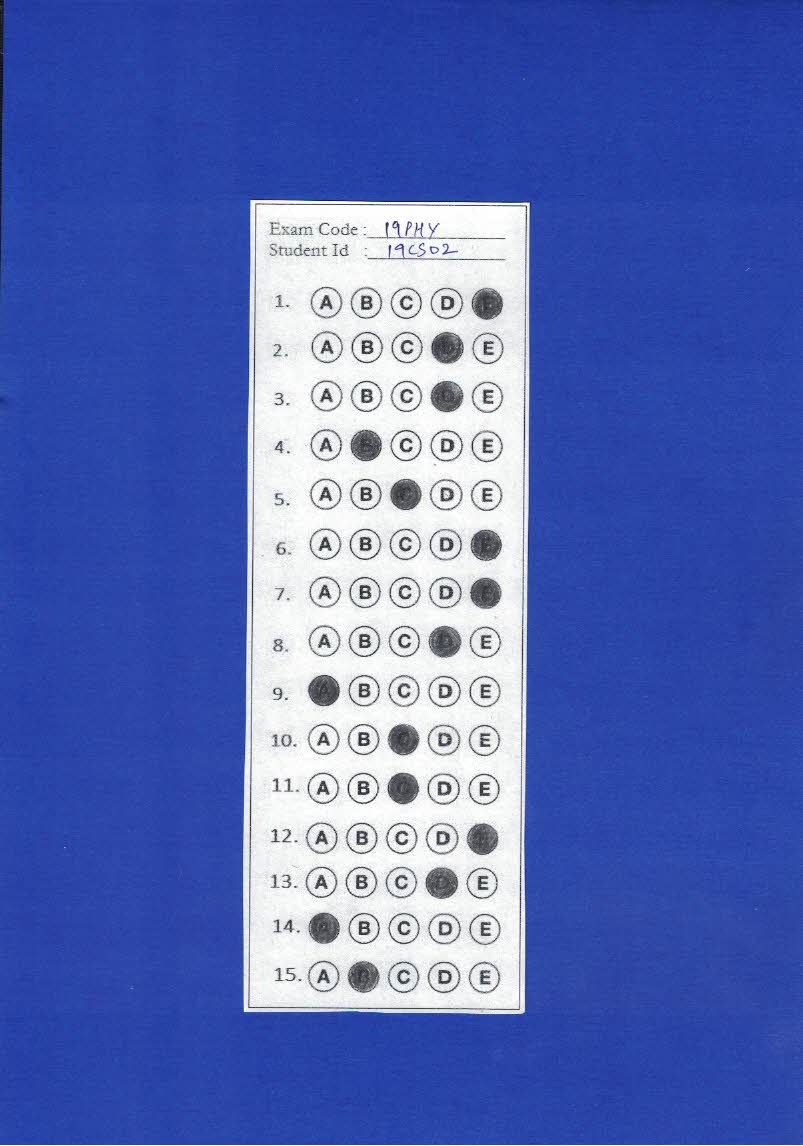 Exam Code : 19PHY
Student Id : 19CS02
1. A B C D E
2. A B C D E
3. A B C D E
4. A B C D E
5. A B C D E
6. A B C D E
7. A B C D E
8. A B C D E
9. A B C D E
10. A B C D E
11. A B C D E
12. A B C D E
13. A B C D E
14. A B C D E
15. A B C D E